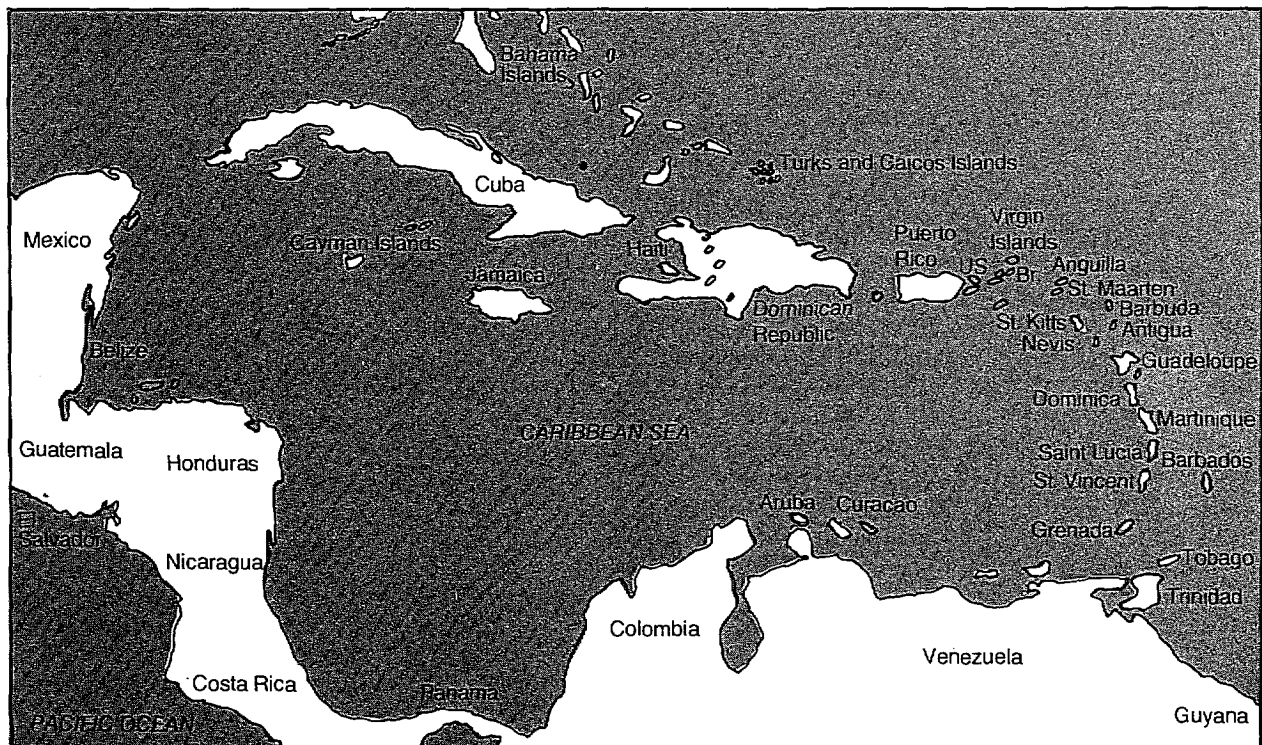 Bahama
Islands
Turks and Caicos Islands
Cuba
Mexico
Cayman Islands
Jamaica
Haiti
Dominican
Republic
Puerto
Rico
Virgin
Islands
US
Br
Anguilla
St. Maarten
Barbuda
St. Kitts
Antigua
Nevis
Belize
Guadeloupe
Dominica
Martinique
CARIBBEAN SEA
Guatemala
Honduras
Saint Lucia
Barbados
St. Vincent
Aruba
Curacao
El
Salvador
Grenada
Nicaragua
Tobago
Trinidad
Colombia
Venezuela
Costa Rica
Panama
PACIFIC OCEAN
Guyana